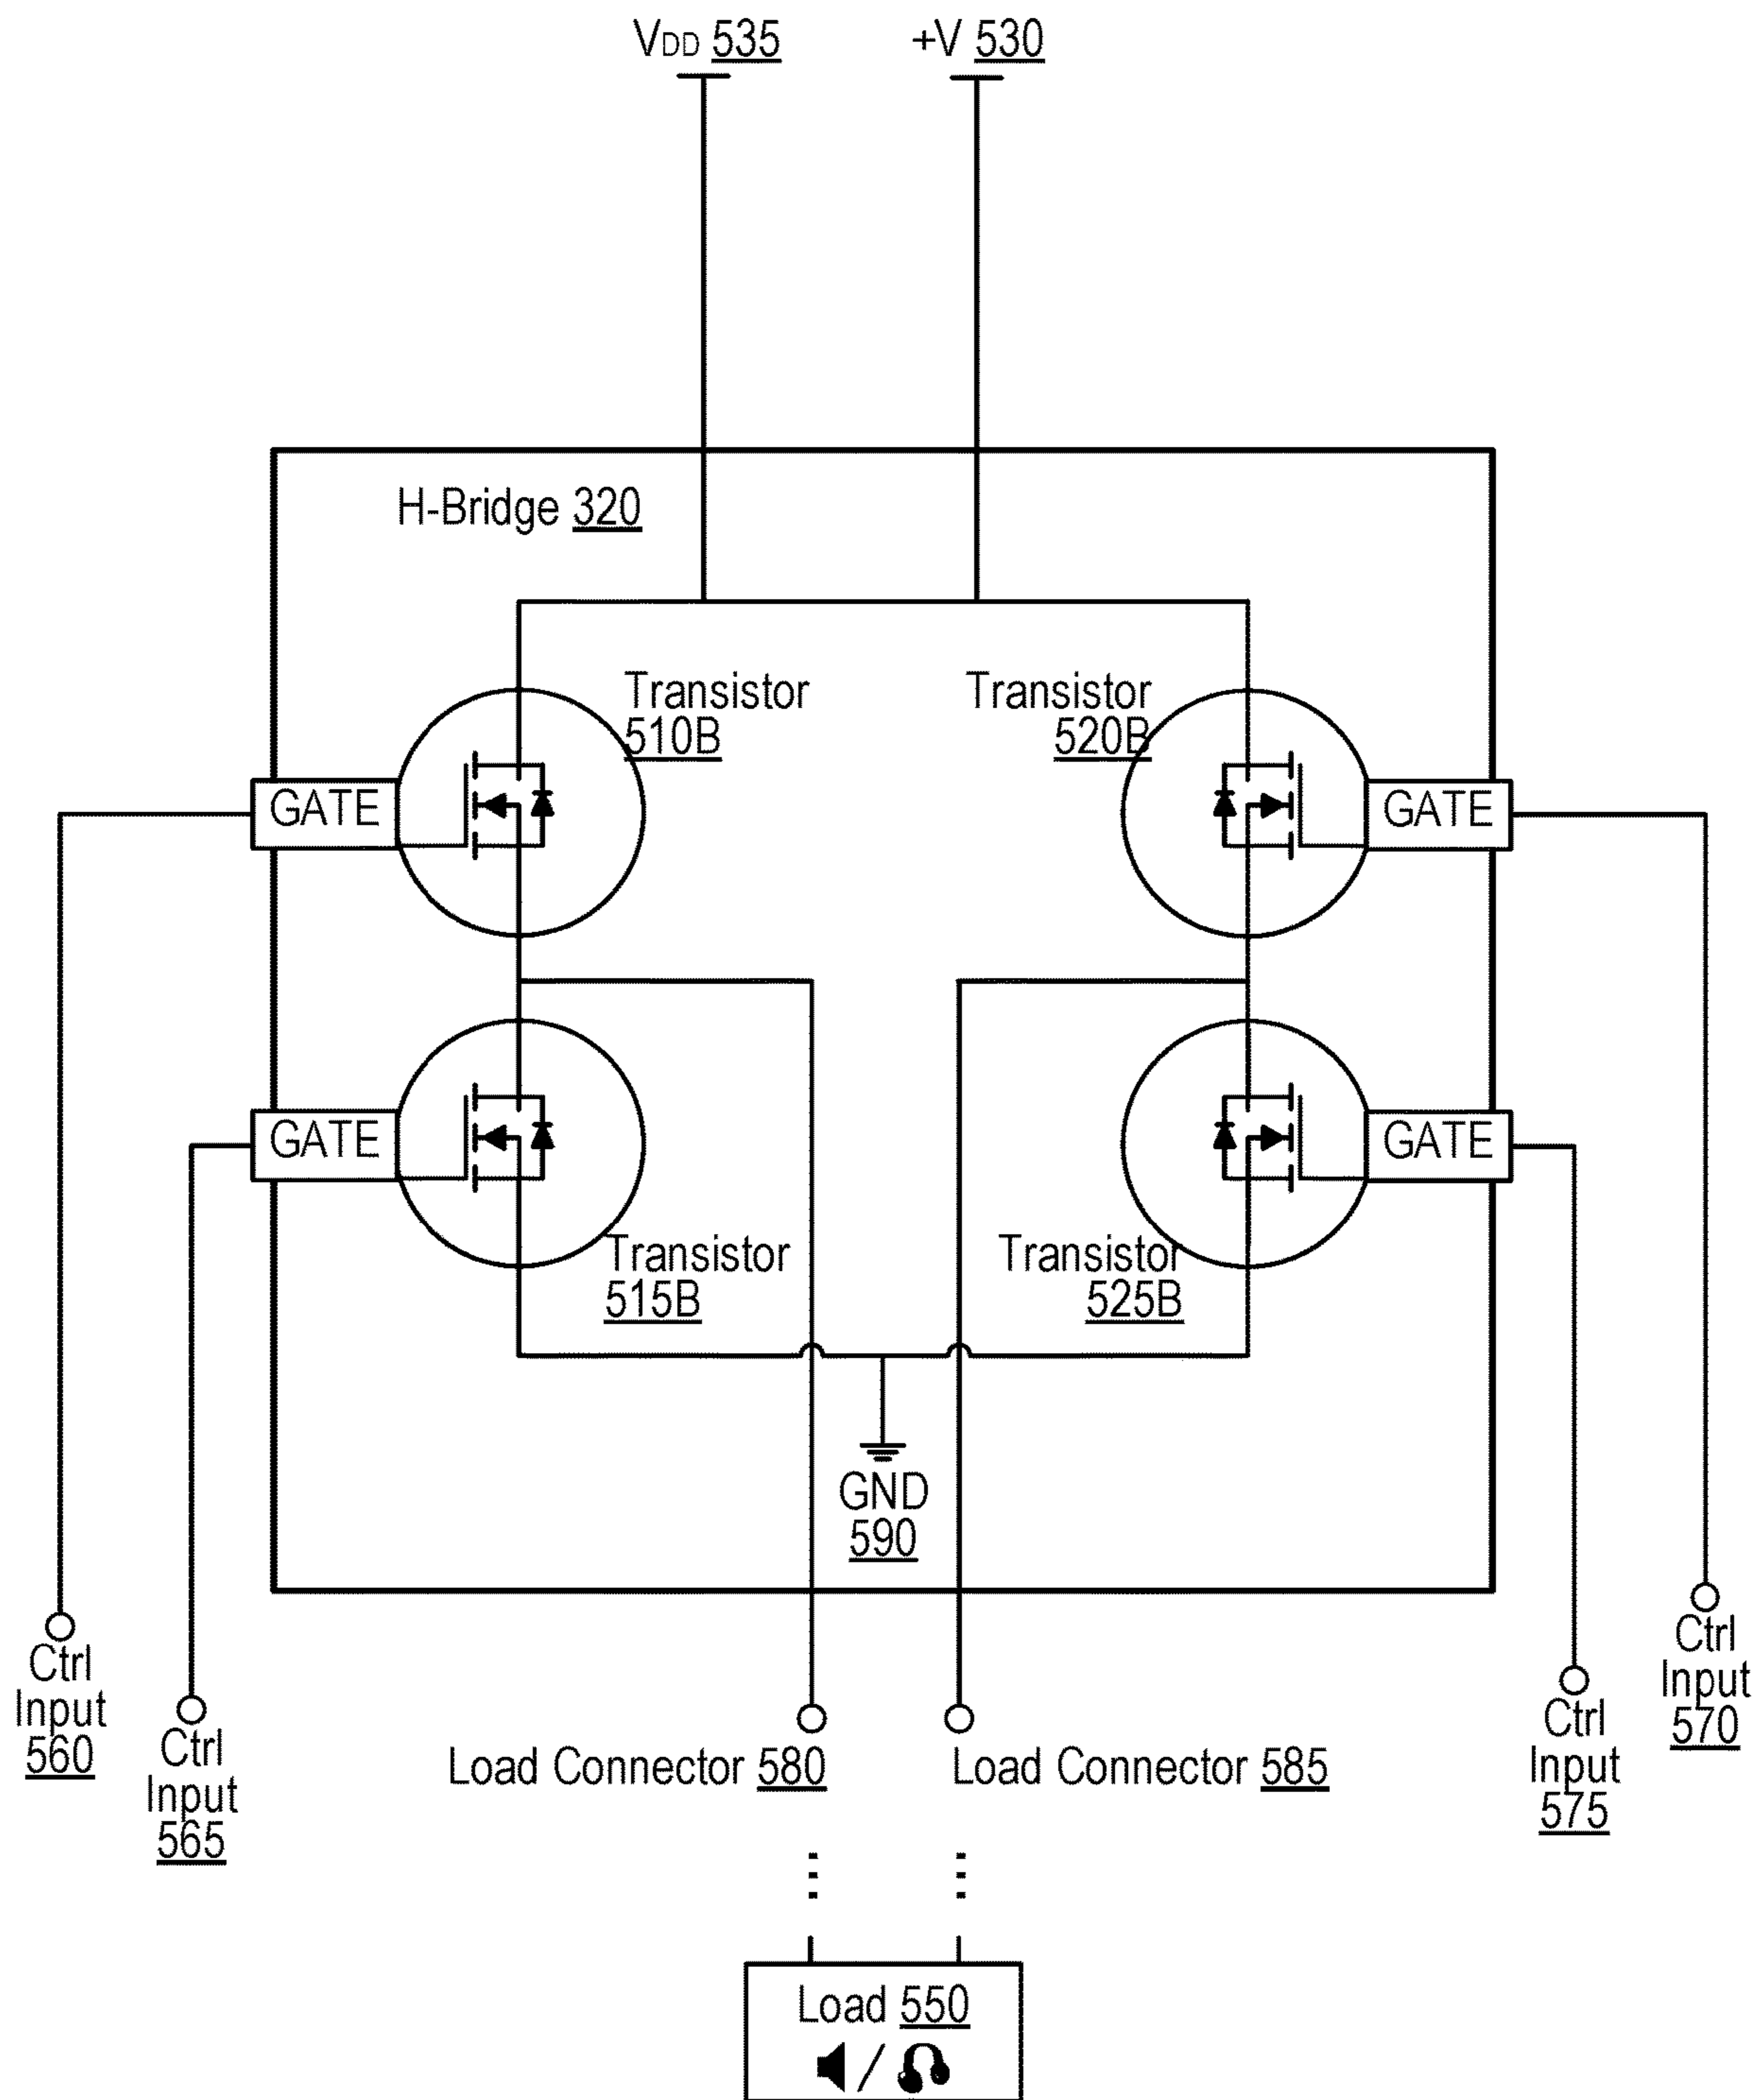 VDD 535
+V 530
H-Bridge 320
Transistor
510B
Transistor
520B
GATE
GATE
GATE
GATE
Transistor
515B
Transistor
525B
GND
590
Ctrl
Input
560
Ctrl
Input
565
Ctrl
Input
575
Ctrl
Input
570
Load Connector 580
Load Connector 585
Load 550
/